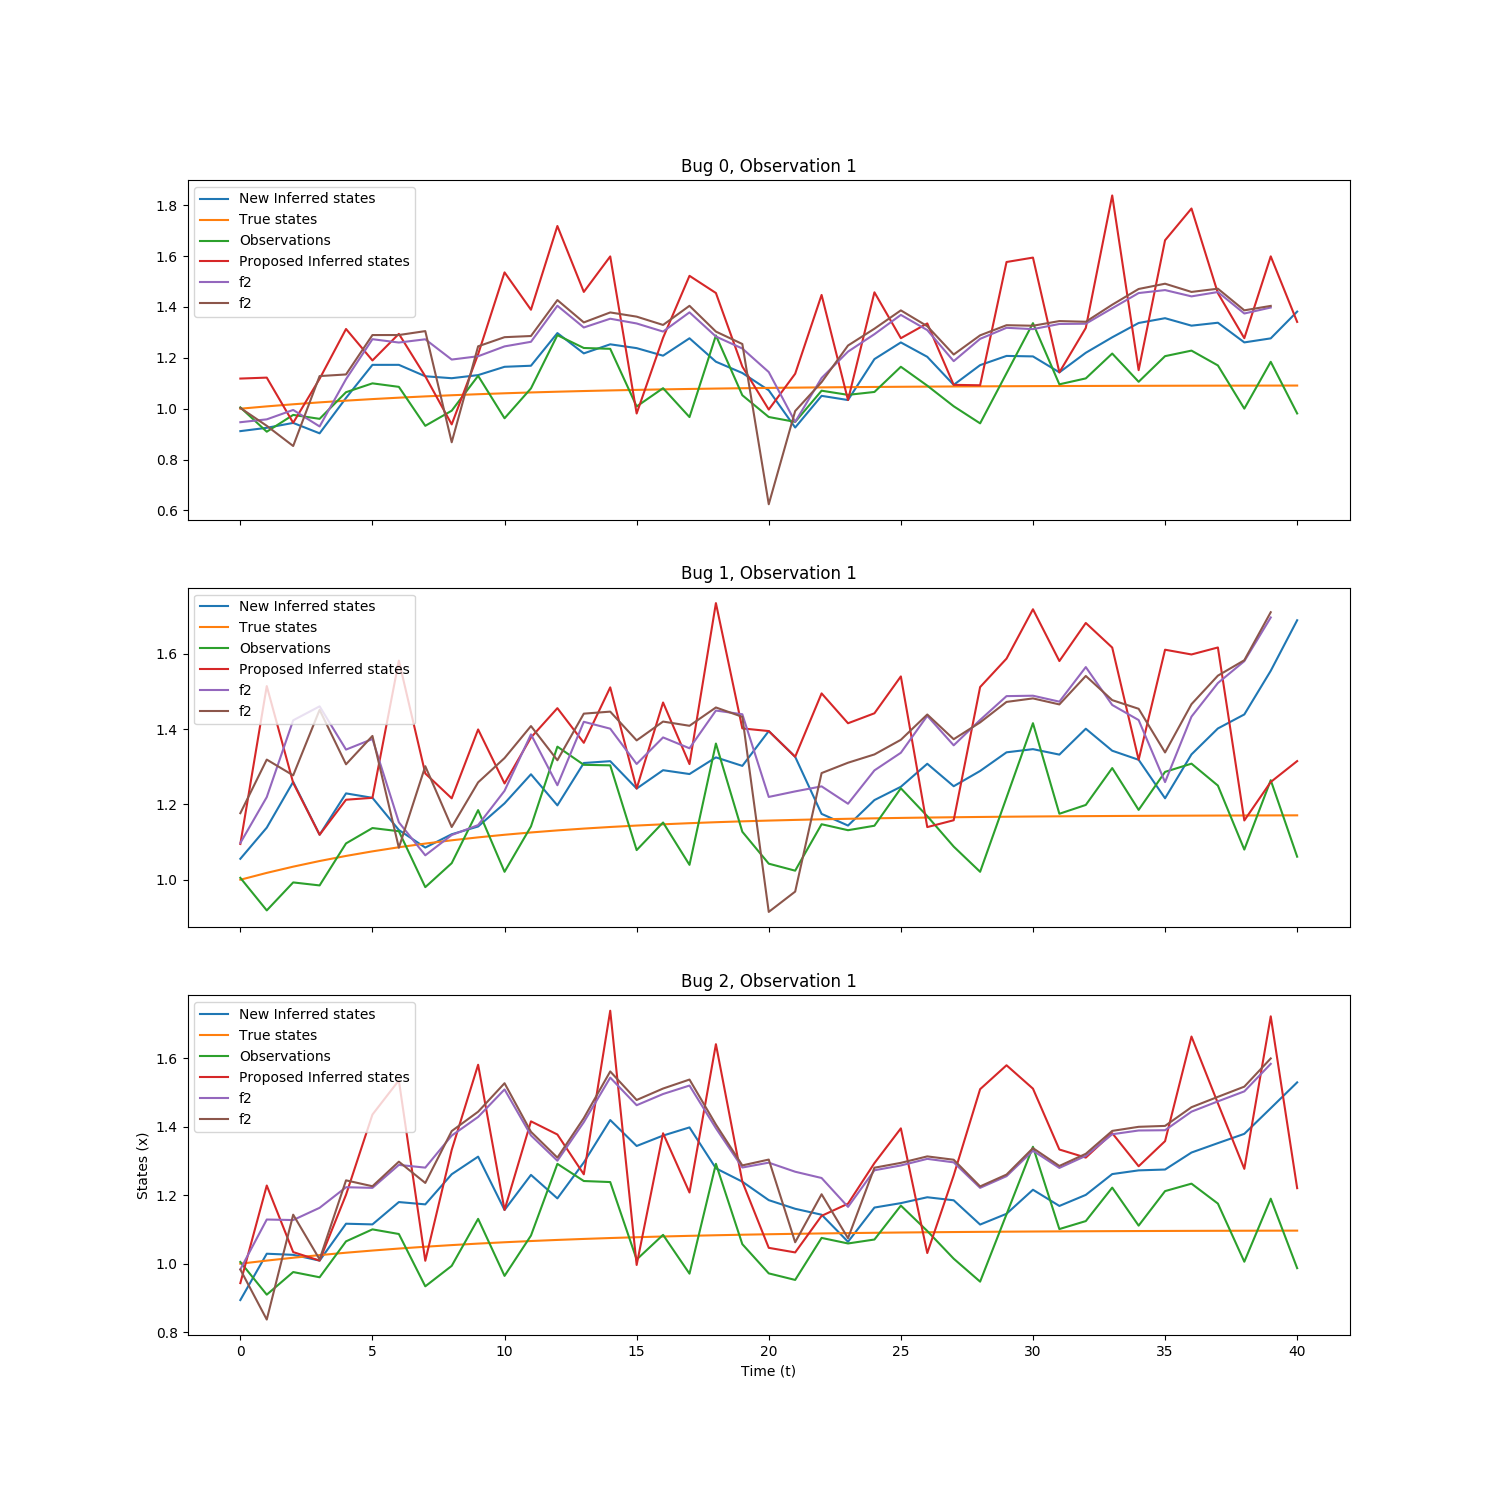 Bug 0, Observation 1
New Inferred states
True states
Observations
Proposed Inferred states
f2
f2
1.8
1.6
1.4
1.2
1.0
0.8
0.6
Bug 1, Observation 1
New Inferred states
True states
Observations
Proposed Inferred states
f2
f2
1.6
1.4
1.2
1.0
Bug 2, Observation 1
New Inferred states
True states
Observations
Proposed Inferred states
f2
f2
1.6
1.4
1.2
1.0
0.8
States (x)
0 5 10 15 20 25 30 35 40
Time (t)